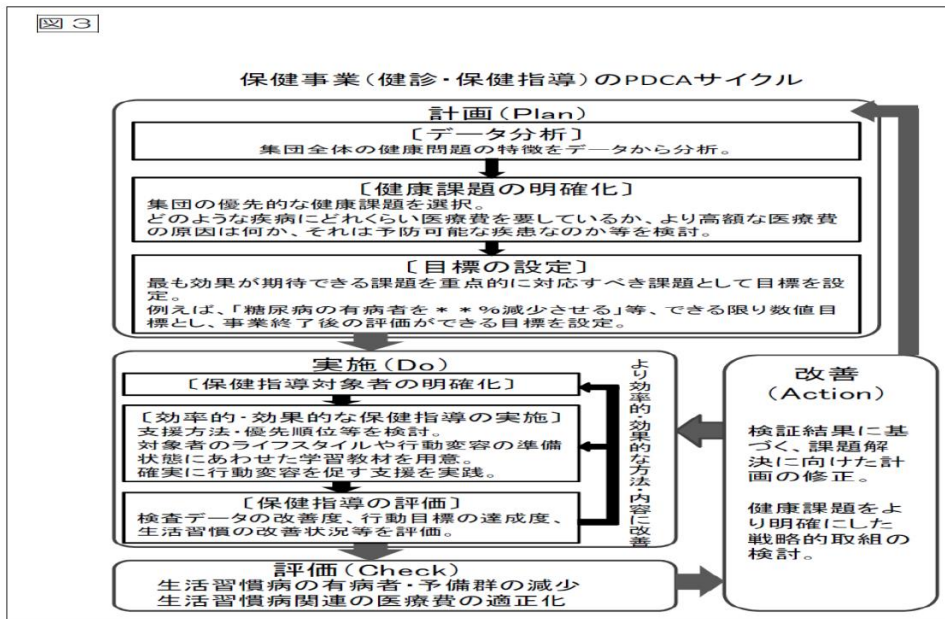 図３
保健事業(健診・保健指導)のPDCAサイクル
計画(Plan)
[データ分析]
集団全体の健康問題の特徴をデータから分析。
[健康課題の明確化]
集団の優先的な健康課題を選択。
どのような疾病にどれくらい医療費を要しているか、より高額な医療費
の原因は何か、それは予防可能な疾患なのか等を検討。
[目標の設定]
最も効果が期待できる課題を重点的に対応すべき課題として目標を設
定。
例えば、「糖尿病の有病者を＊＊%減少させる」等、できる限り数値目
標とし、事業終了後の評価ができる目標を設定。
実施(Do)
[保健指導対象者の明確化]
[効率的・効果的な保健指導の実施]
支援方法・優先順位等を検討。
対象者のライフスタイルや行動変容の準備
状態にあわせた学習教材を用意。
確実に行動変容を促す支援を実践。
[保健指導の評価]
検査データの改善度、行動目標の達成度、
生活習慣の改善状況等を評価。
より効率的・効果的な方法・内容に改善
評価(Check)
生活習慣病の有病者・予備群の減少
生活習慣病関連の医療費の適正化
改善
(Action)
検証結果に基
づく、課題解
決に向けた計
画の修正。
健康課題をよ
り明確にした
戦略的取組の
検討。